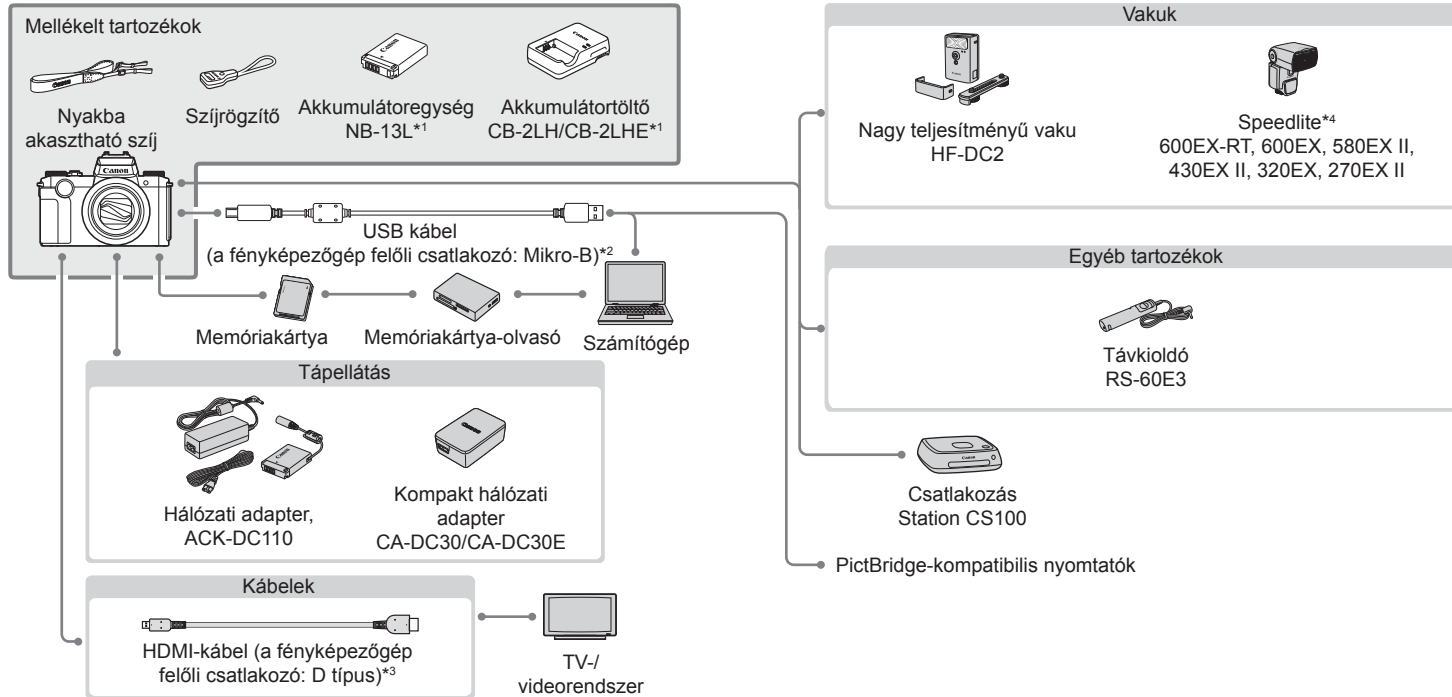 Mellékelt tartozékok
Nyakba
akasztható szíj
Szíjrögzítő
Akkumulátoregység
NB-13L*1
Akkumulátortöltő
CB-2LH/CB-2LHE*1
Canon
USB kábel
(a fényképezőgép felőli csatlakozó: Mikro-B)*2
Memóriakártya
Memóriakártya-olvasó
Számítógép
Tápellátás
Hálózati adapter,
ACK-DC110
Kompakt hálózati
adapter
CA-DC30/CA-DC30E
Kábelek
HDMI-kábel (a fényképezőgép
felőli csatlakozó: D típus)*3
TV-/
videorendszer
Vakuk
Nagy teljesítményű vaku
HF-DC2
Speedlite*4
600EX-RT, 600EX, 580EX II,
430EX II, 320EX, 270EX II
Egyéb tartozékok
Távkioldó
RS-60E3
Csatlakozás
Station CS100
PictBridge-kompatibilis nyomtatók